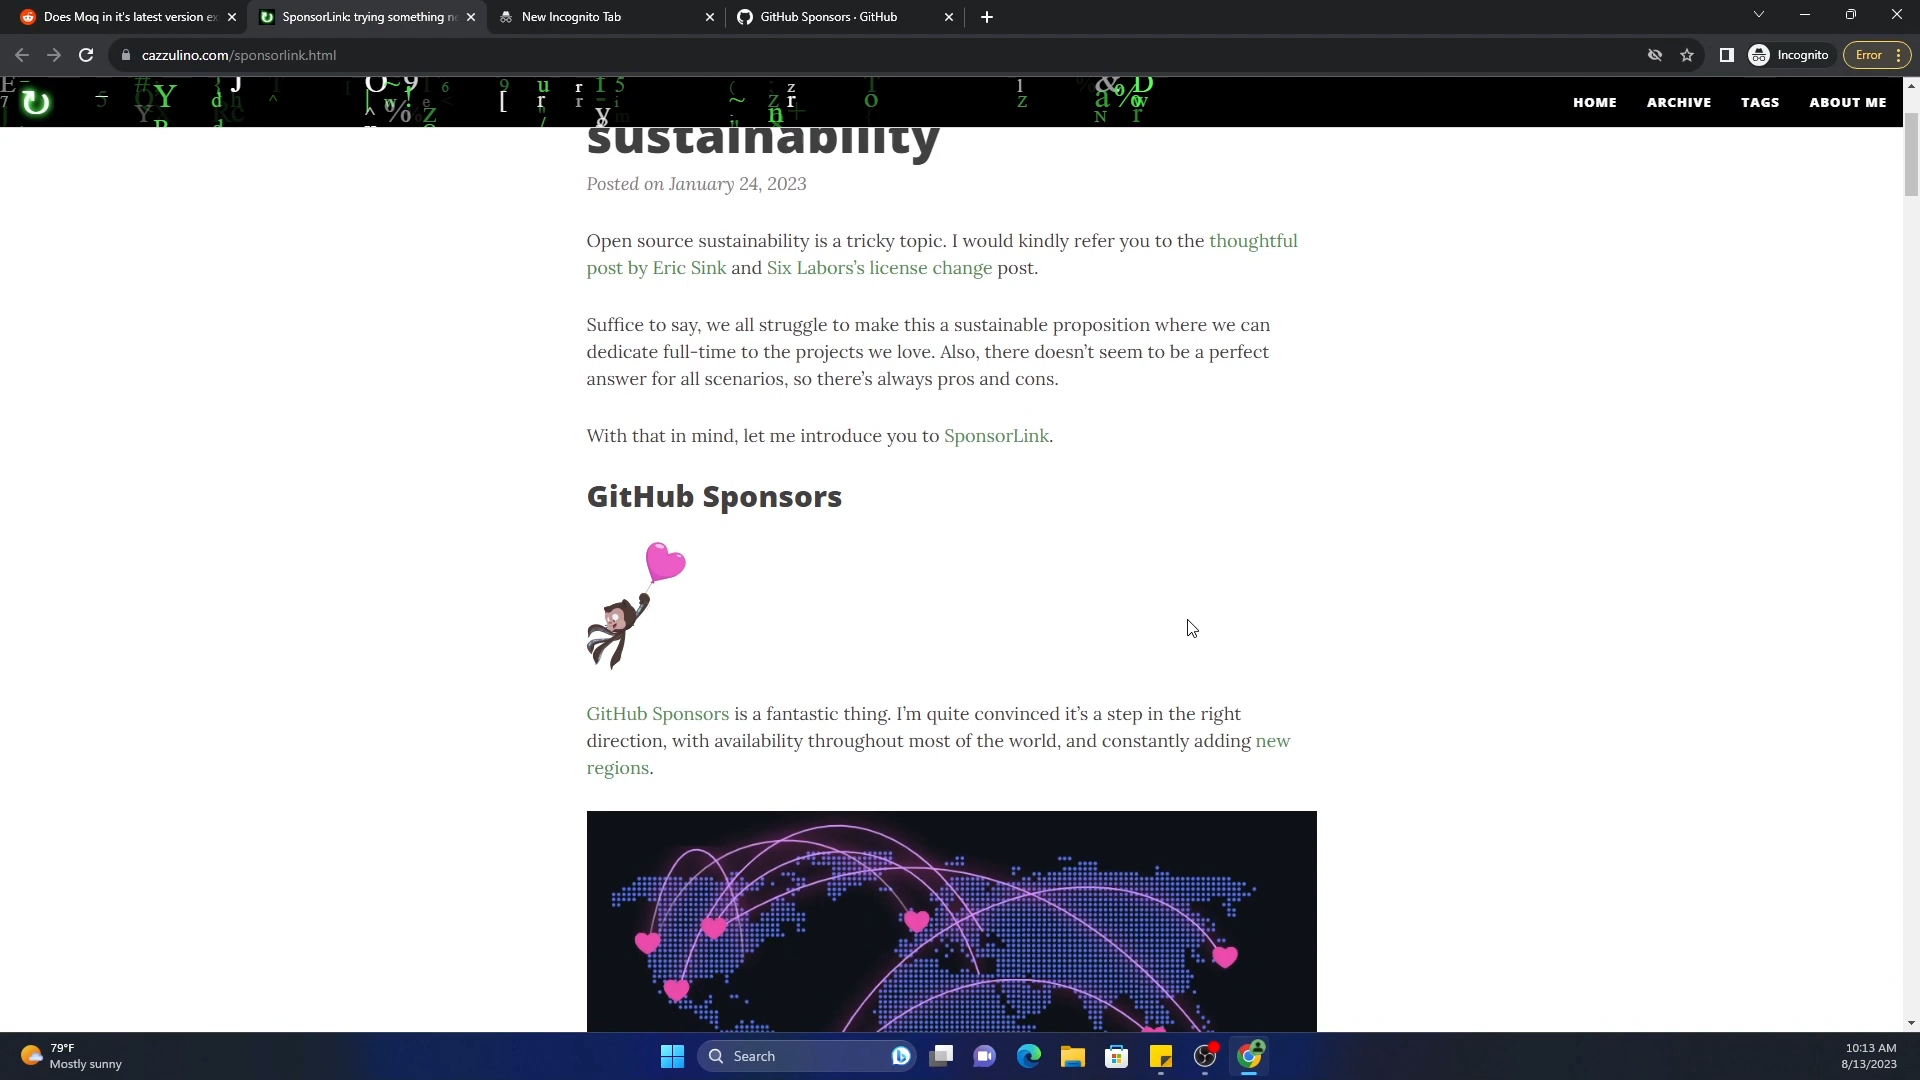 Does Moq in it's latest version ex
SponsorLink: trying something ne
New Incognito Tab
GitHub Sponsors · GitHub
cazzulino.com/sponsorlink.html
Incognito
Error
HOME
ARCHIVE
TAGS
ABOUT ME
sustainability
Posted on January 24, 2023
Open source sustainability is a tricky topic. I would kindly refer you to the thoughtful
post by Eric Sink and Six Labors’s license change post.
Suffice to say, we all struggle to make this a sustainable proposition where we can
dedicate full-time to the projects we love. Also, there doesn’t seem to be a perfect
answer for all scenarios, so there’s always pros and cons.
With that in mind, let me introduce you to SponsorLink.
GitHub Sponsors
GitHub Sponsors is a fantastic thing. I’m quite convinced it’s a step in the right
direction, with availability throughout most of the world, and constantly adding new
regions.
79°F
Mostly sunny
Search
10:13 AM
8/13/2023